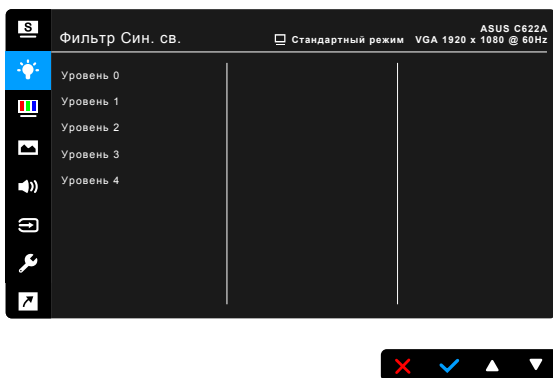 S
Фильтр Син. св.
Стандартный режим
ASUS C622A
VGA 1920 x 1080 @ 60Hz
Уровень 0
Уровень 1
Уровень 2
Уровень 3
Уровень 4